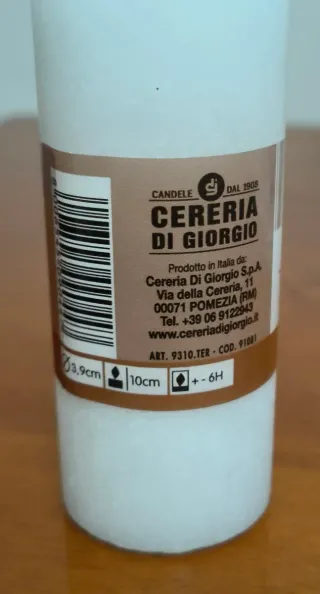 CANDELE DAL 1908
CERERIA
DI GIORGIO
Prodotto in Italia da:
Cereria Di Giorgio S.p.A.
Via della Cereria, 11
00071 POMEZIA (RM)
Tel. +39 06 9122943
www.cereriadigiorgio.it
ART. 9310.TER - COD. 91081
Ø3,9cm 10cm +-6H